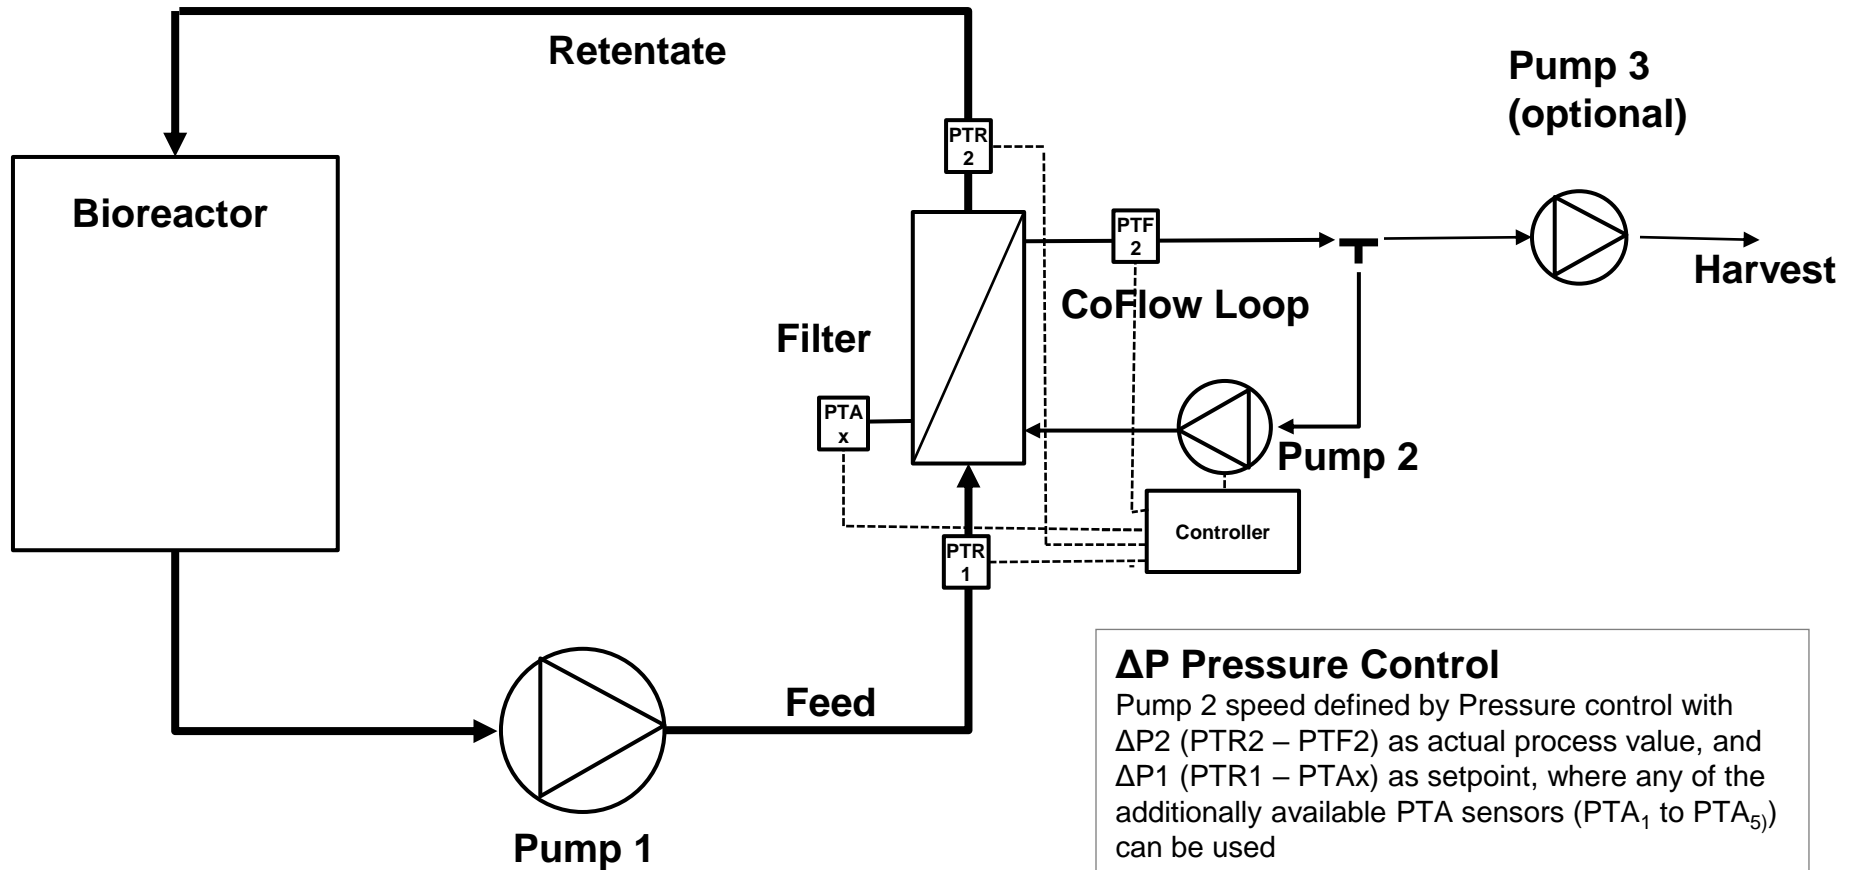 Retentate
Pump 3
(optional)
PTR
2
Bioreactor
PTF
2
Harvest
CoFlow Loop
Filter
PTA
x
Pump 2
Controller
PTR
1
Feed
Pump 1
ΔP Pressure Control
Pump 2 speed defined by Pressure control with
ΔP2 (PTR2 – PTF2) as actual process value, and
ΔP1 (PTR1 – PTAx) as setpoint, where any of the
additionally available PTA sensors (PTA₁ to PTA₅₎)
can be used